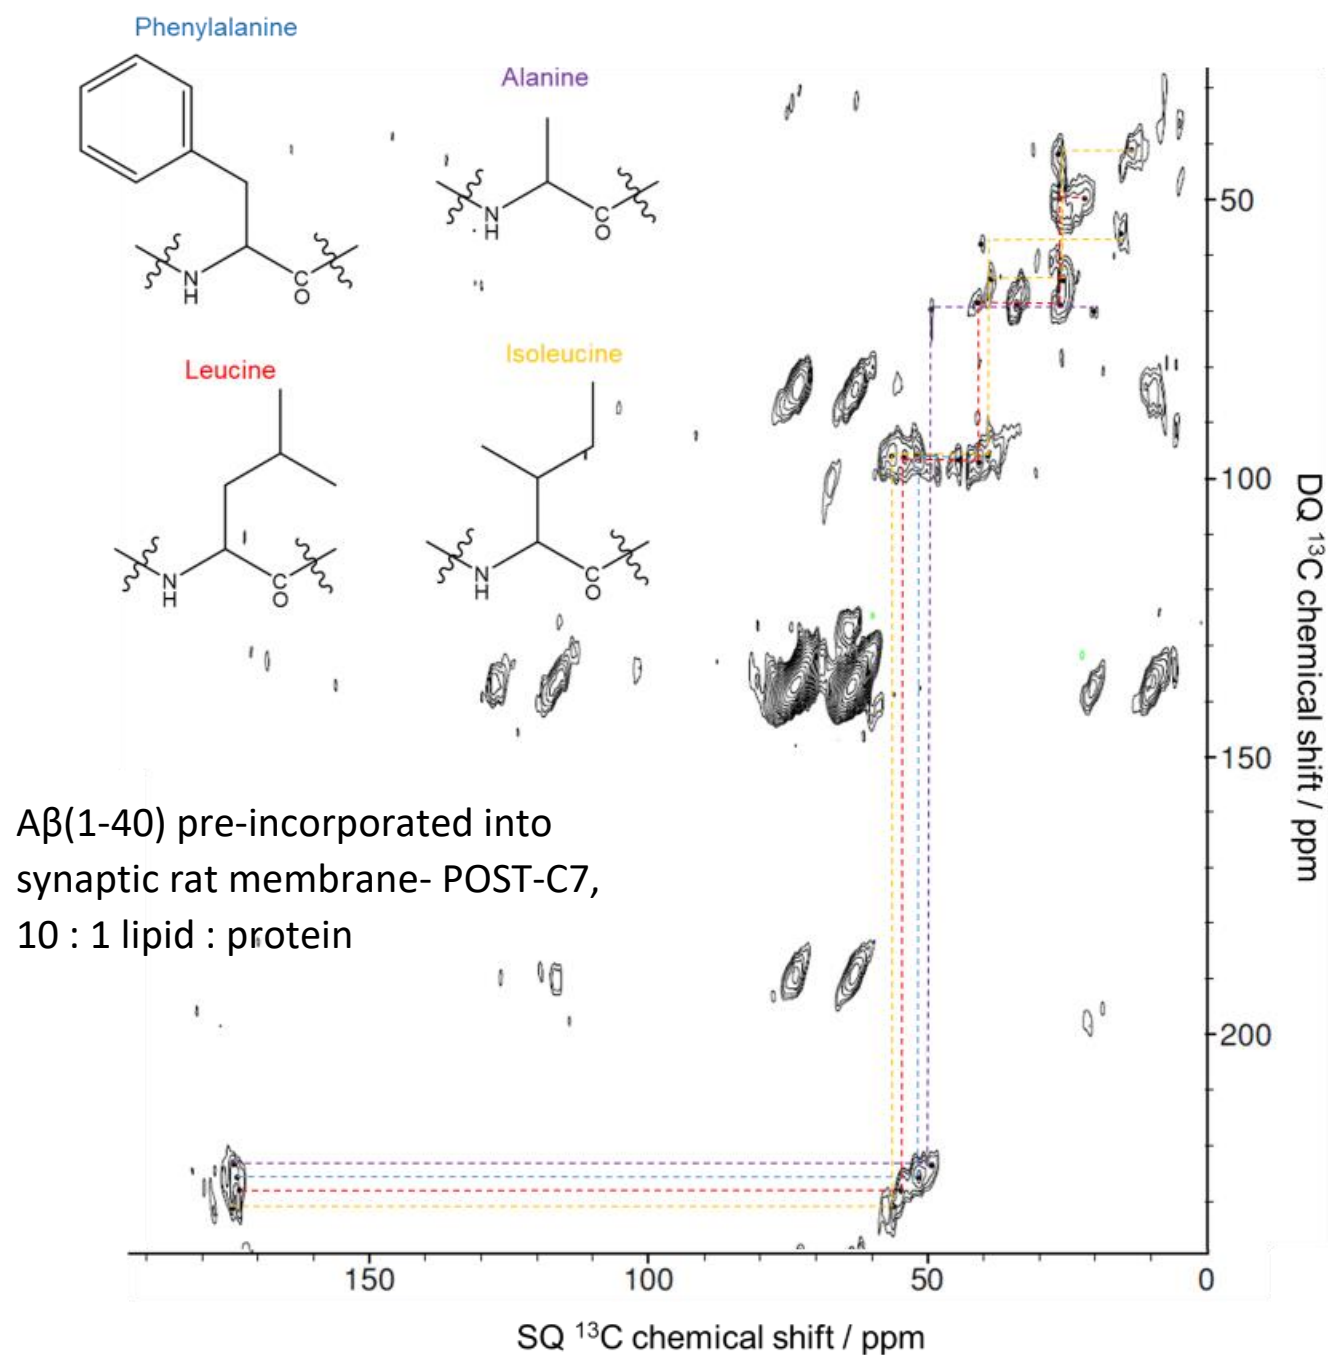 Phenylalanine
Alanine
N
H
C
O
N
H
C
O
Leucine
Isoleucine
N
H
C
O
N
H
C
O
Aβ(1-40) pre-incorporated into
synaptic rat membrane- POST-C7,
10 : 1 lipid : protein
50
100
150
200
DQ ¹³C chemical shift / ppm
150
100
50
0
SQ ¹³C chemical shift / ppm